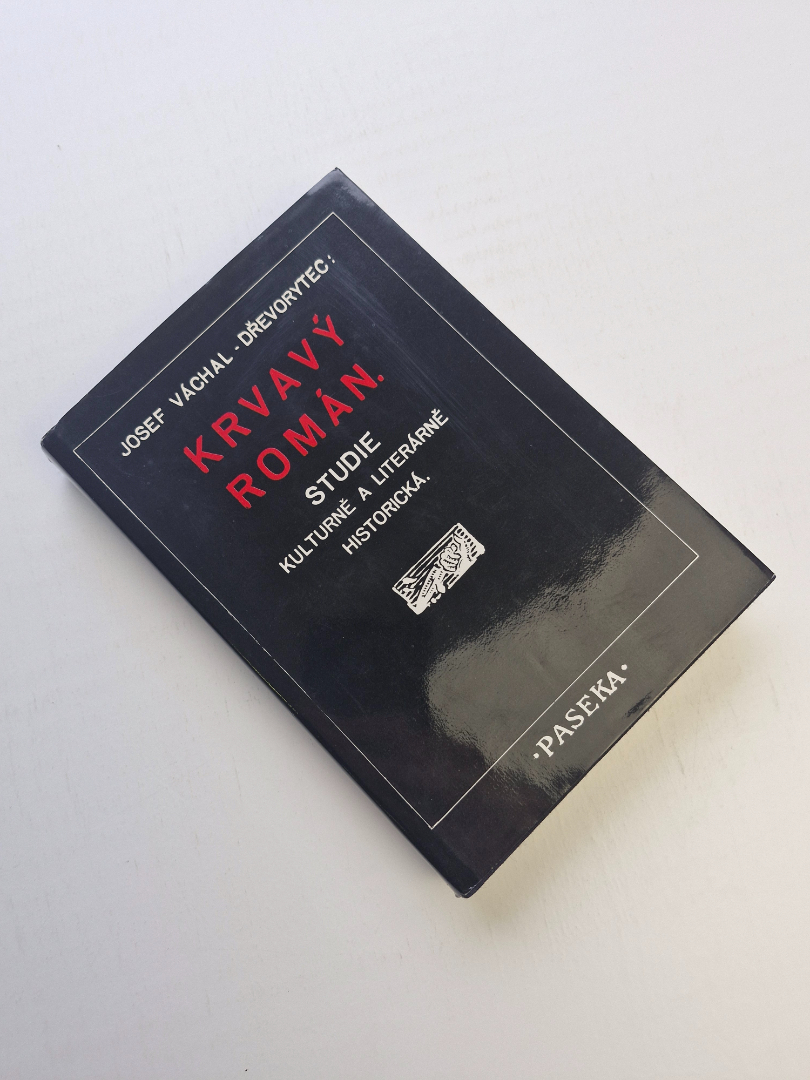 JOSEF VÁCHAL - DŘEVORYTEC:
KRVAVÝ
ROMÁN.
STUDIE
KULTURNĚ A LITERÁRNĚ
HISTORICKÁ.
·PASEKA·